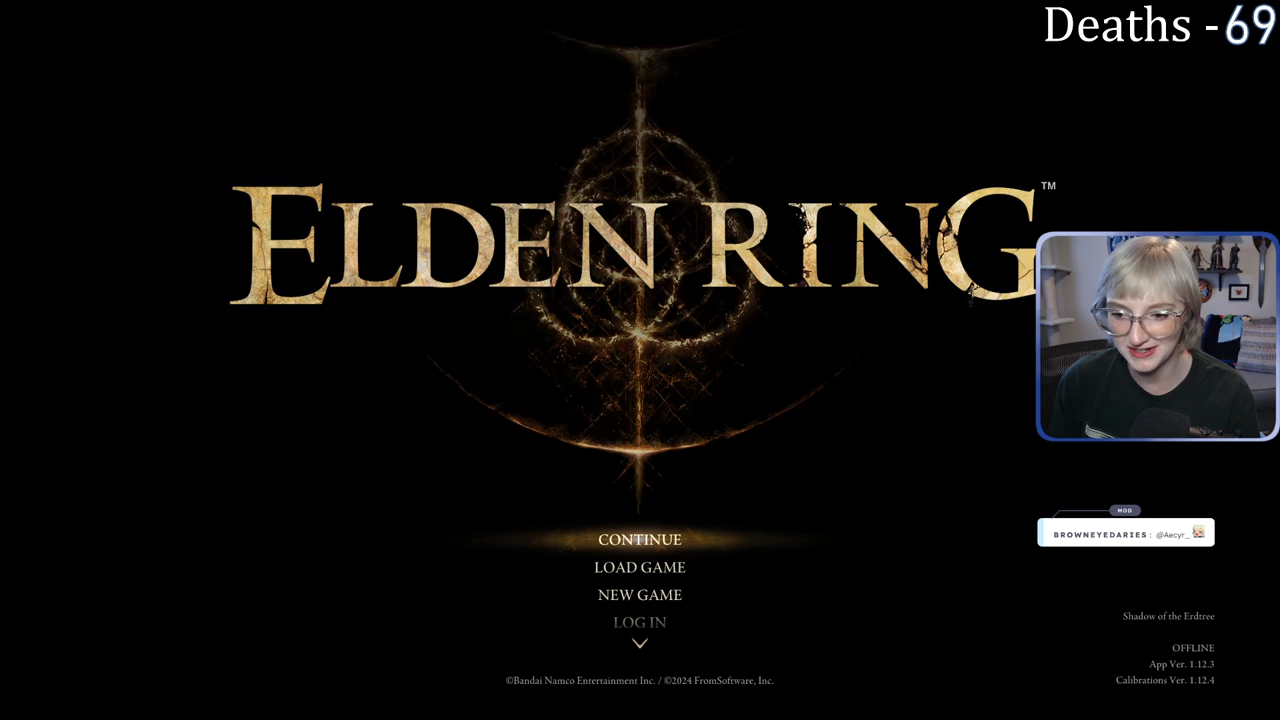 Deaths - 69
ELDEN RING™
MOD
BROWNEYEDARIES: @Aecyr_
CONTINUE
LOAD GAME
NEW GAME
LOG IN
Shadow of the Erdtree
OFFLINE
App Ver. 1.12.3
Calibrations Ver. 1.12.4
©Bandai Namco Entertainment Inc. / ©2024 FromSoftware, Inc.